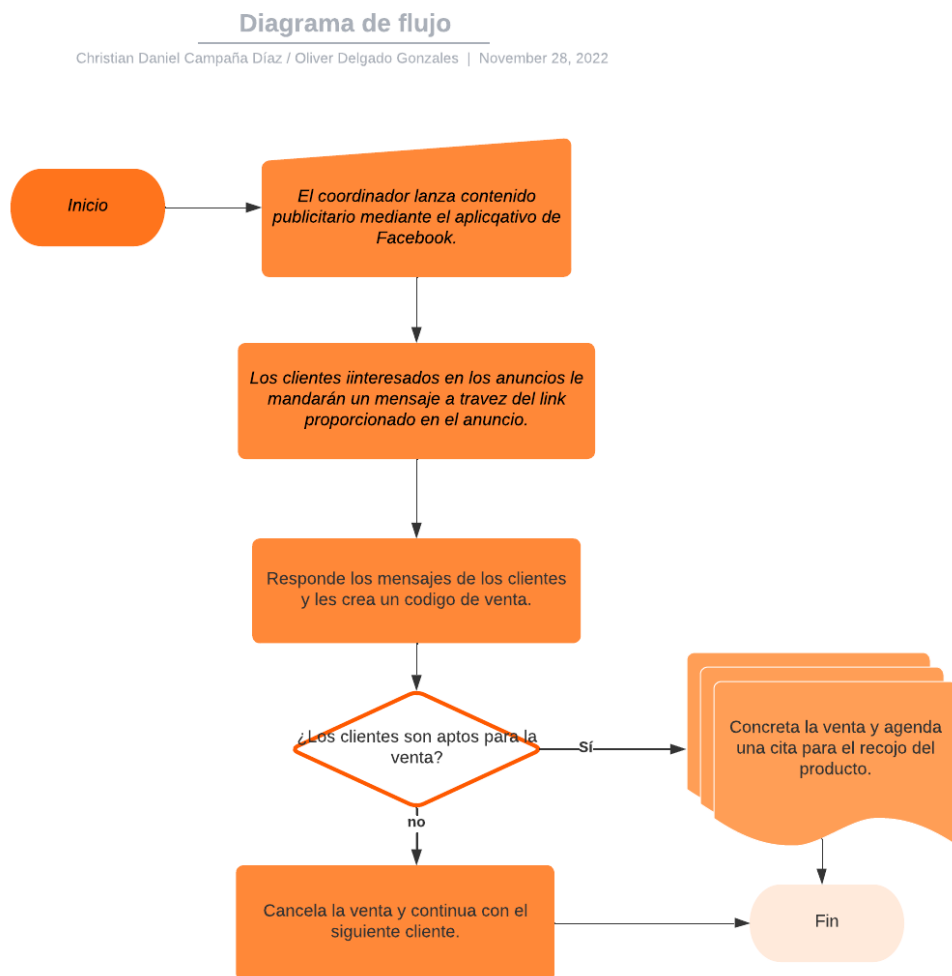 Diagrama de flujo
Christian Daniel Campaña Díaz / Oliver Delgado Gonzales | November 28, 2022
Inicio
El coordinador lanza contenido
publicitario mediante el aplicqativo de
Facebook.
Los clientes iinteresados en los anuncios le
mandarán un mensaje a travez del link
proporcionado en el anuncio.
Responde los mensajes de los clientes
y les crea un codigo de venta.
¿Los clientes son aptos para la
venta?
Sí
Concreta la venta y agenda
una cita para el recojo del
producto.
no
Cancela la venta y continua con el
siguiente cliente.
Fin